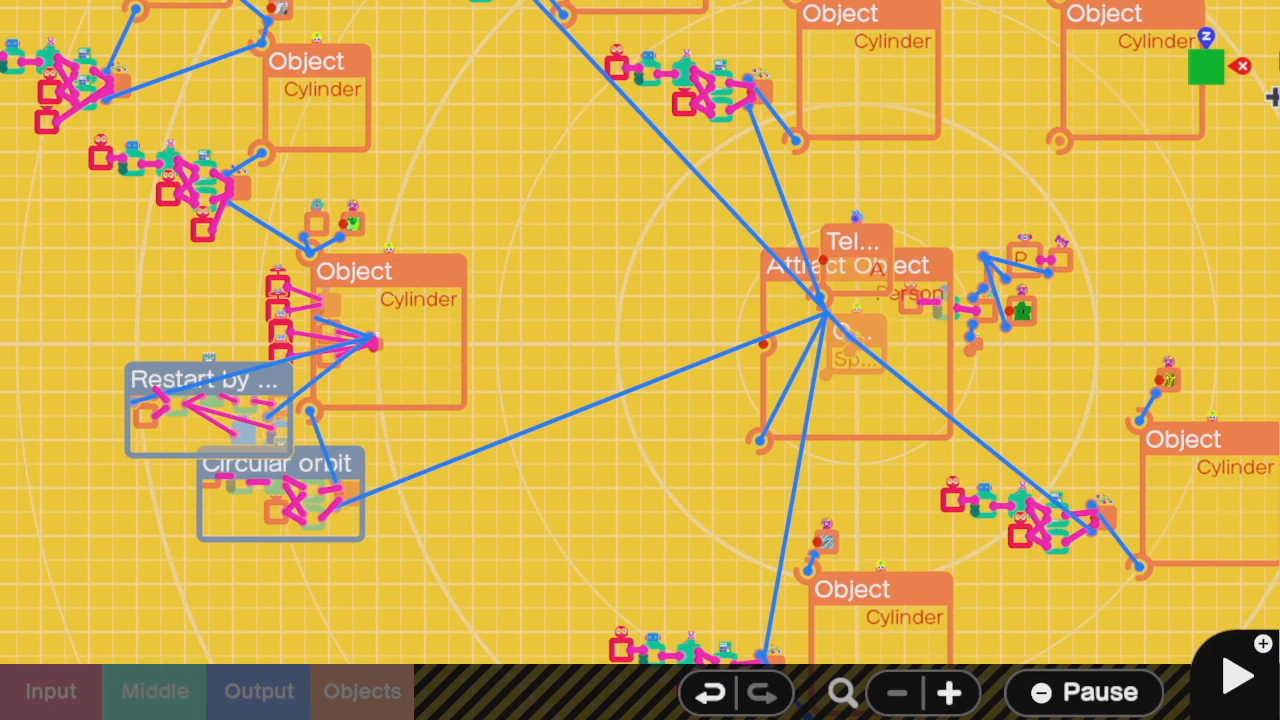 Object
Cylinder
Object
Cylinder
Object
Cylinder
z
Tel...
Attract Object
A
Person
P
Object
Cylinder
Sp...
Restart by ...
Circular orbit
Object
Cylinder
Object
Cylinder
Input
Middle
Output
Objects
Pause